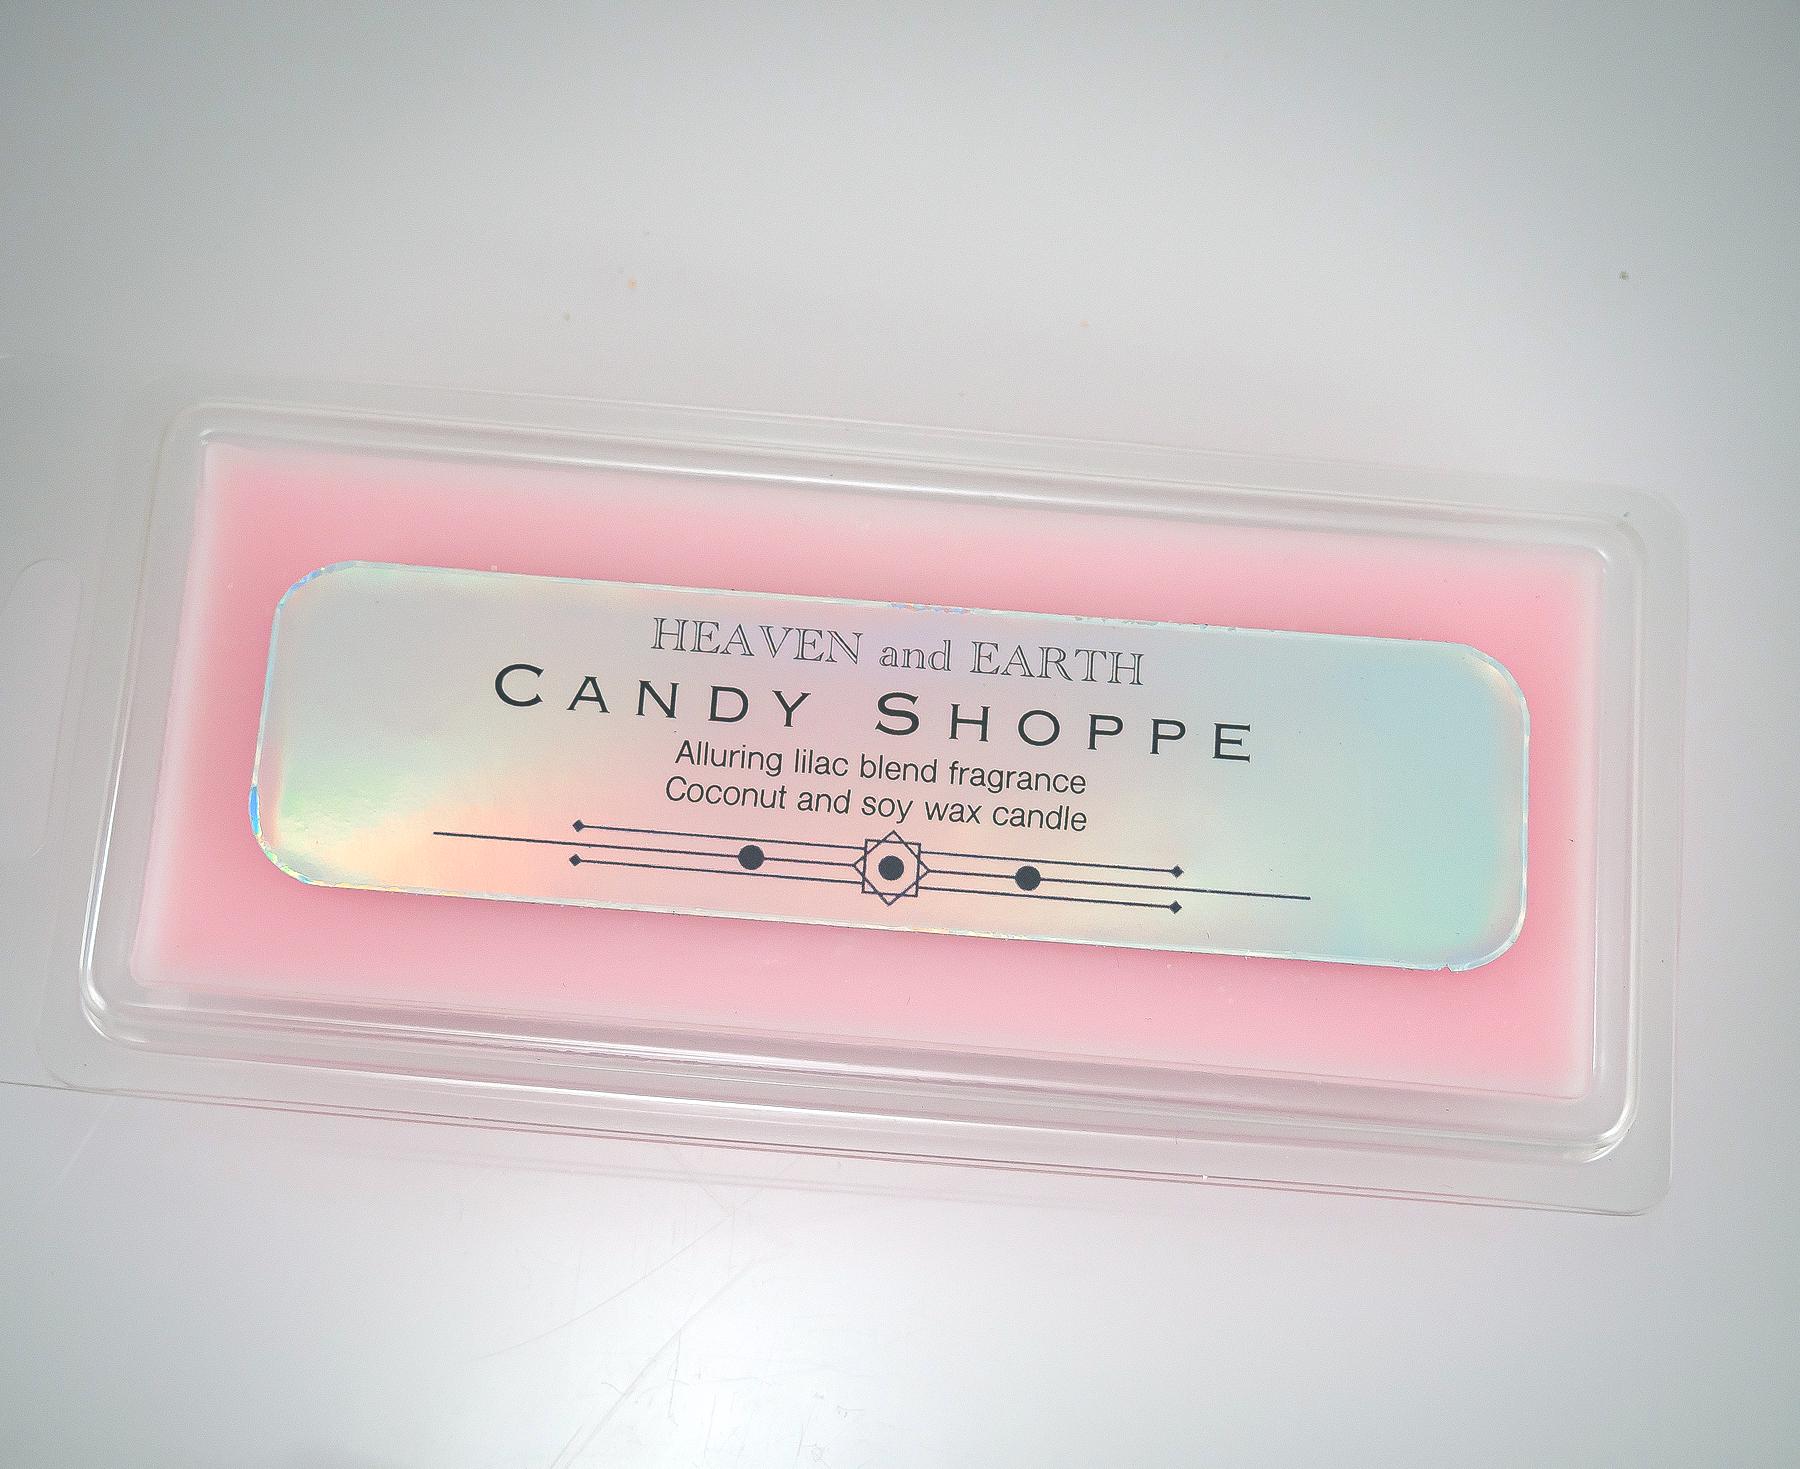 HEAVEN and EARTH
CANDY SHOPPE
Alluring lilac blend fragrance
Coconut and soy wax candle